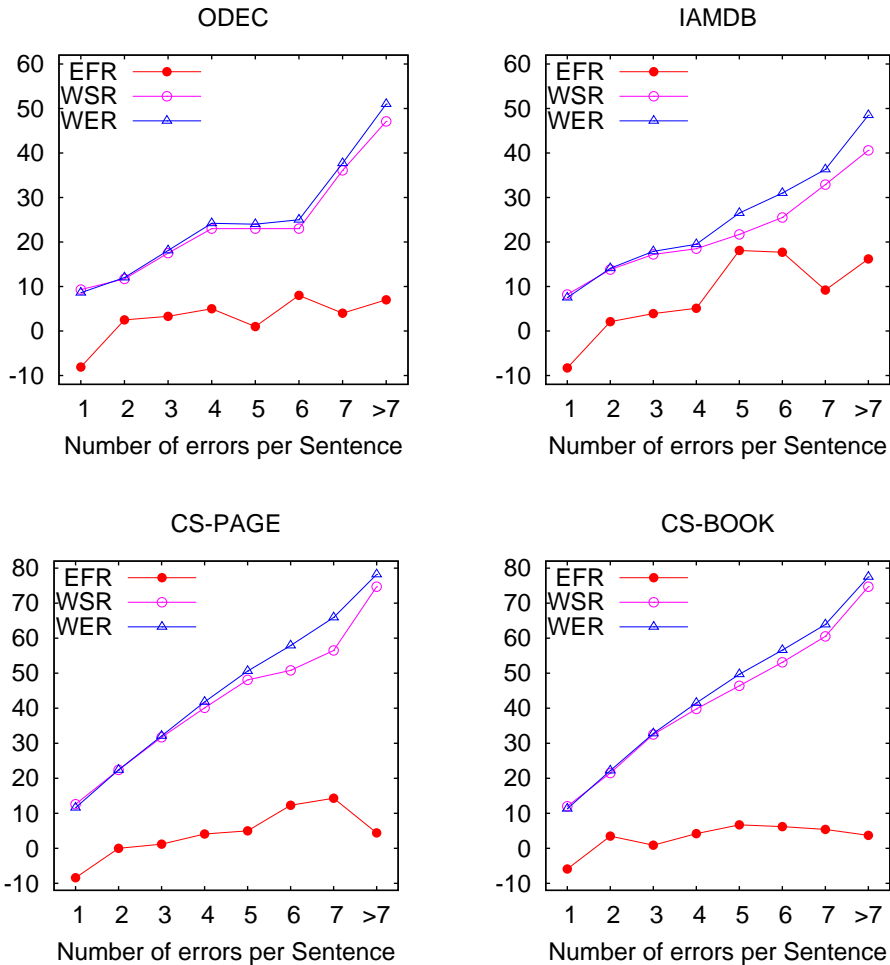 ODEC
60
50
40
30
20
10
0
-10
EFR
WSR
WER
1 2 3 4 5 6 7 >7
Number of errors per Sentence
IAMDB
60
50
40
30
20
10
0
-10
EFR
WSR
WER
1 2 3 4 5 6 7 >7
Number of errors per Sentence
CS-PAGE
80
70
60
50
40
30
20
10
0
-10
EFR
WSR
WER
1 2 3 4 5 6 7 >7
Number of errors per Sentence
CS-BOOK
80
70
60
50
40
30
20
10
0
-10
EFR
WSR
WER
1 2 3 4 5 6 7 >7
Number of errors per Sentence